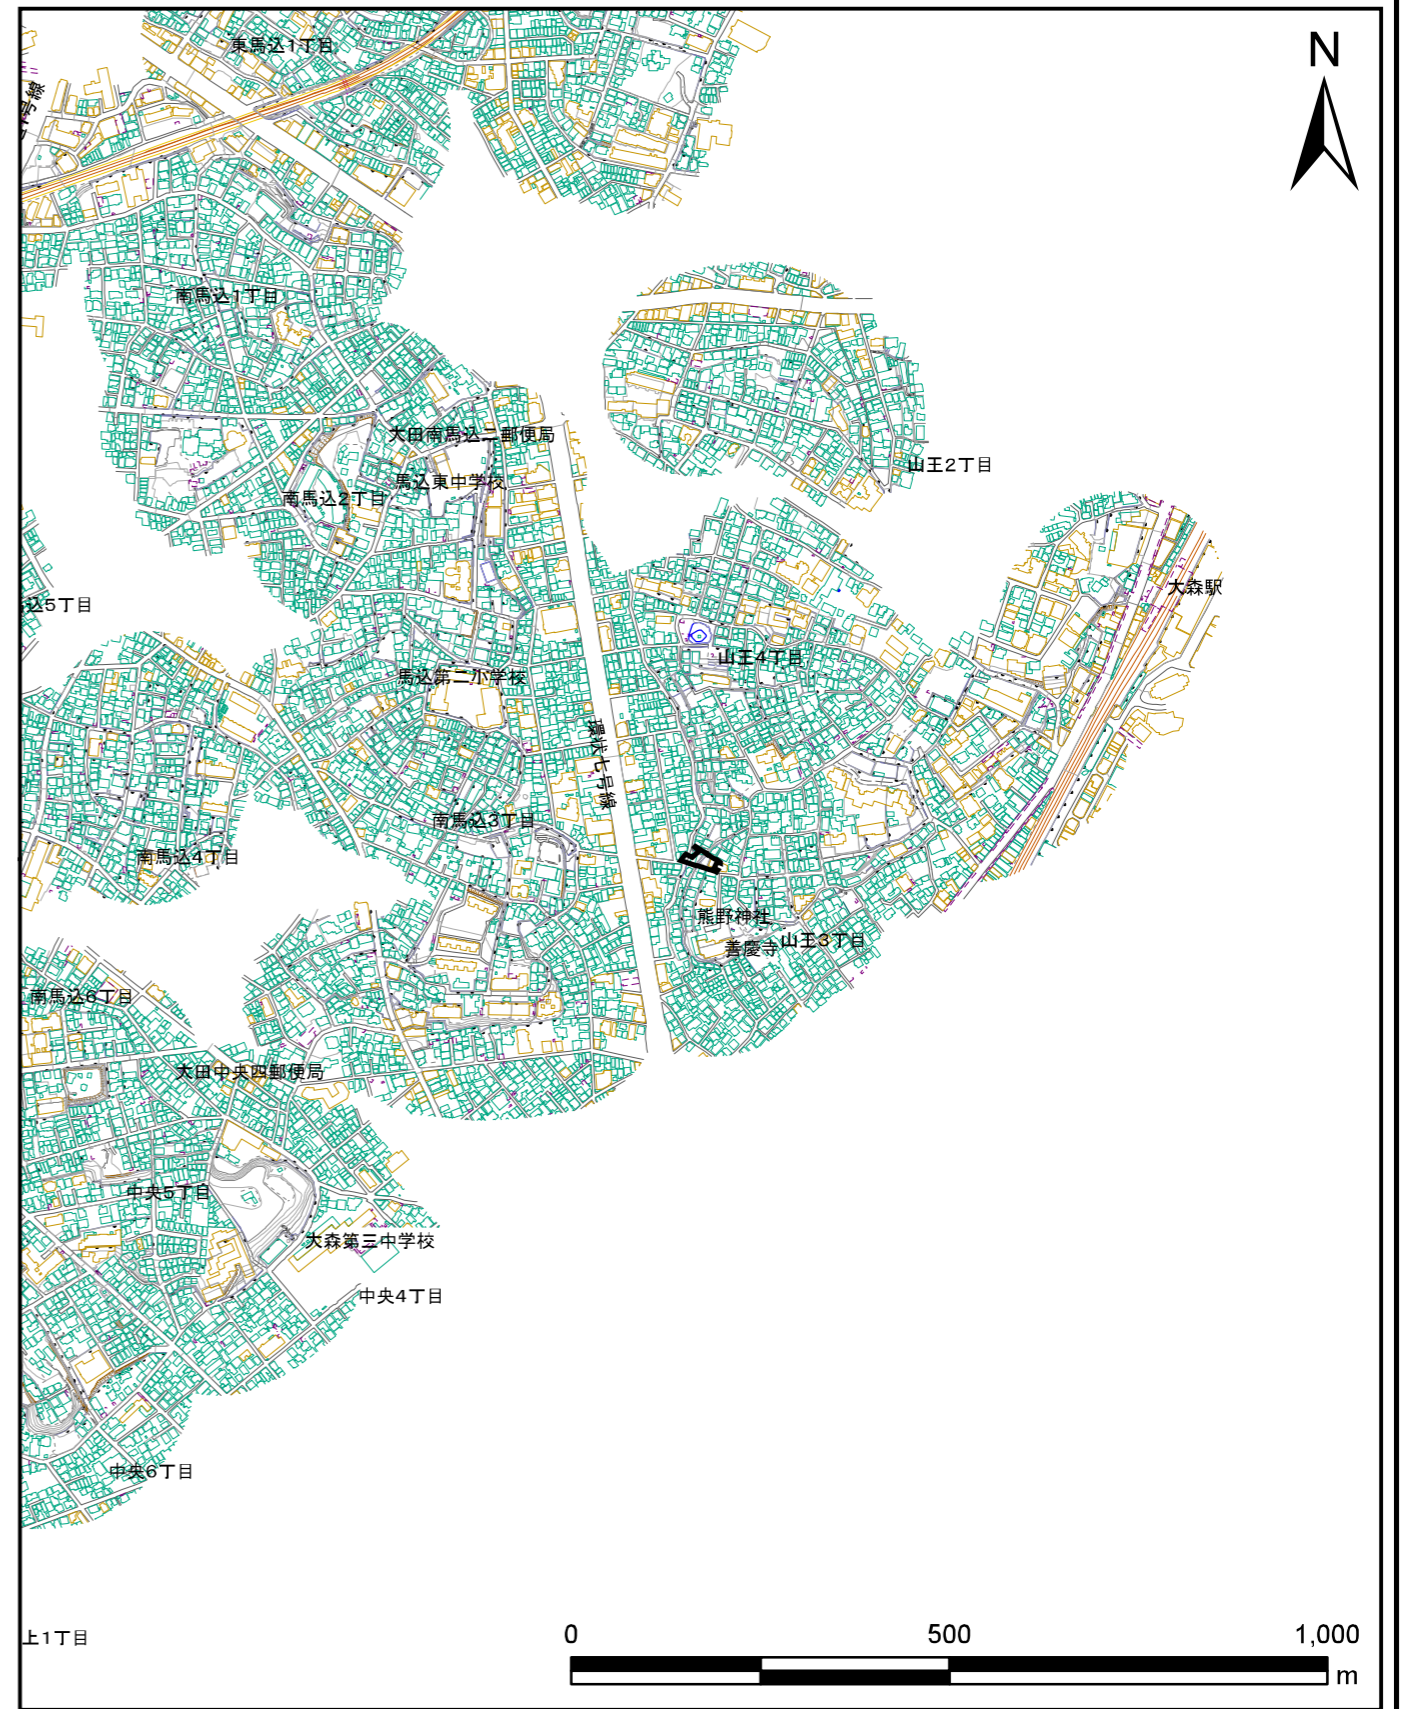 東馬込1丁目
N
号線
南馬込1丁目
大田南馬込二郵便局
山王2丁目
馬込東中学校
南馬込2丁目
大森駅
込5丁目
山王4丁目
馬込第二小学校
環状七号線
南馬込3丁目
南馬込4丁目
熊野神社
山王3丁目
善慶寺
南馬込6丁目
大田中央四郵便局
中央5丁目
大森第三中学校
中央4丁目
中央6丁目
上1丁目
0 500 1,000
m